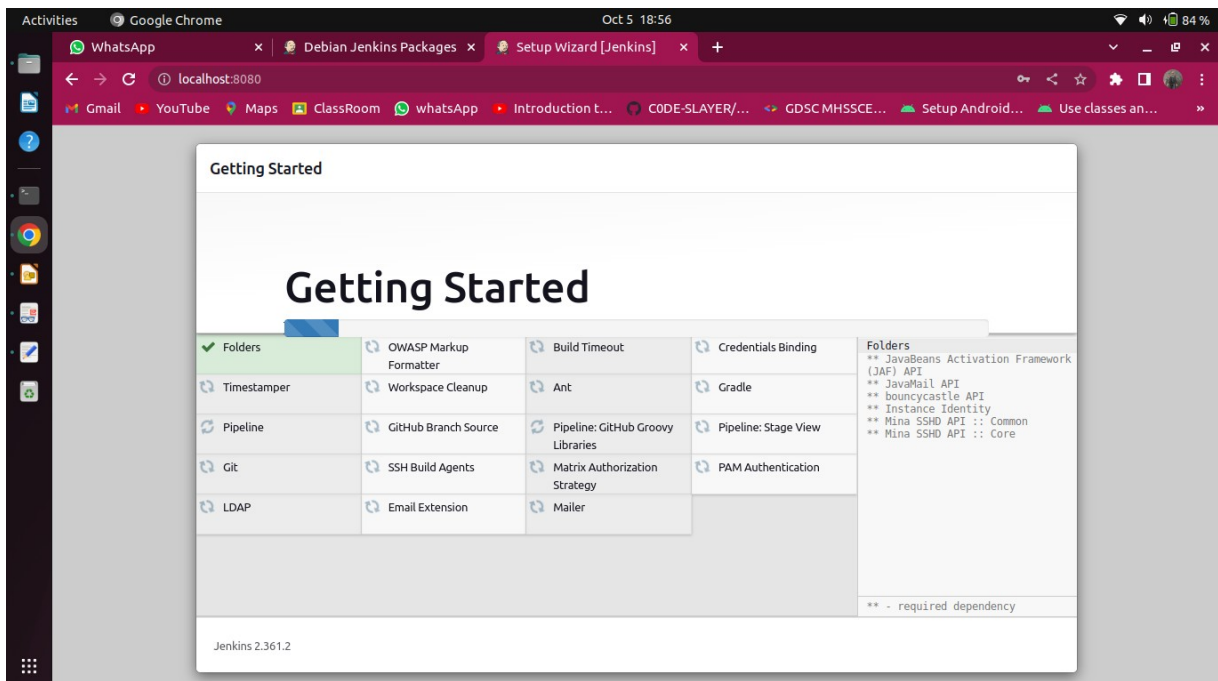 Activities Google Chrome Oct 5 18:56 84 %
WhatsApp Debian Jenkins Packages Setup Wizard [Jenkins]
localhost:8080
Gmail YouTube Maps ClassRoom whatsApp Introduction t... C0DE-SLAYER/... GDSC MHSSCE... Setup Android... Use classes an... »
Getting Started
Getting Started
Folders
OWASP Markup
Formatter
Build Timeout
Credentials Binding
Timestamper
Workspace Cleanup
Ant
Gradle
Pipeline
GitHub Branch Source
Pipeline: GitHub Groovy
Libraries
Pipeline: Stage View
Git
SSH Build Agents
Matrix Authorization
Strategy
PAM Authentication
LDAP
Email Extension
Mailer
Folders
** JavaBeans Activation Framework
(JAF) API
** JavaMail API
** bouncycastle API
** Instance Identity
** Mina SSHD API :: Common
** Mina SSHD API :: Core
** - required dependency
Jenkins 2.361.2